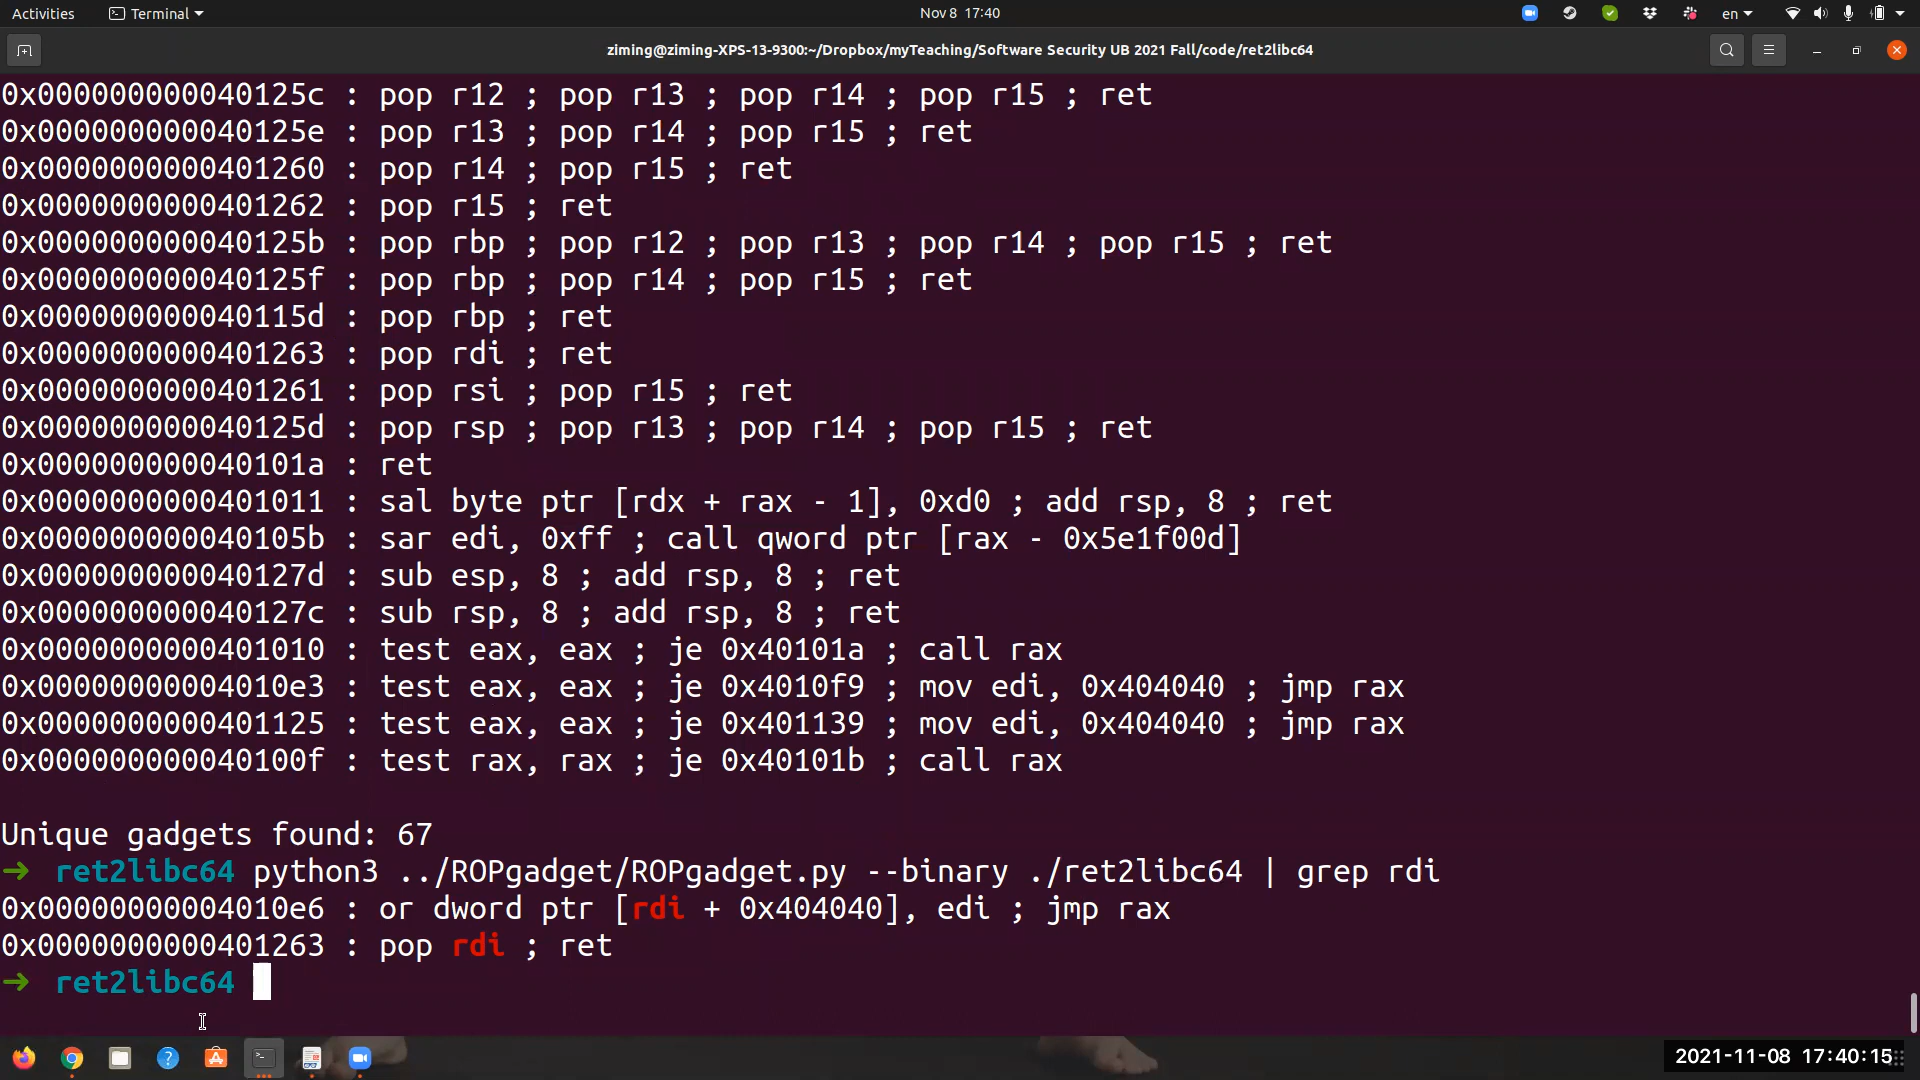 Activities Terminal Nov 8 17:40 en
ziming@ziming-XPS-13-9300:~/Dropbox/myTeaching/Software Security UB 2021 Fall/code/ret2libc64
0x000000000040125c : pop r12 ; pop r13 ; pop r14 ; pop r15 ; ret
0x000000000040125e : pop r13 ; pop r14 ; pop r15 ; ret
0x0000000000401260 : pop r14 ; pop r15 ; ret
0x0000000000401262 : pop r15 ; ret
0x000000000040125b : pop rbp ; pop r12 ; pop r13 ; pop r14 ; pop r15 ; ret
0x000000000040125f : pop rbp ; pop r14 ; pop r15 ; ret
0x000000000040115d : pop rbp ; ret
0x0000000000401263 : pop rdi ; ret
0x0000000000401261 : pop rsi ; pop r15 ; ret
0x000000000040125d : pop rsp ; pop r13 ; pop r14 ; pop r15 ; ret
0x000000000040101a : ret
0x0000000000401011 : sal byte ptr [rdx + rax - 1], 0xd0 ; add rsp, 8 ; ret
0x000000000040105b : sar edi, 0xff ; call qword ptr [rax - 0x5e1f00d]
0x000000000040127d : sub esp, 8 ; add rsp, 8 ; ret
0x000000000040127c : sub rsp, 8 ; add rsp, 8 ; ret
0x0000000000401010 : test eax, eax ; je 0x40101a ; call rax
0x00000000004010e3 : test eax, eax ; je 0x4010f9 ; mov edi, 0x404040 ; jmp rax
0x0000000000401125 : test eax, eax ; je 0x401139 ; mov edi, 0x404040 ; jmp rax
0x000000000040100f : test rax, rax ; je 0x40101b ; call rax
Unique gadgets found: 67
➜ ret2libc64 python3 ../ROPgadget/ROPgadget.py --binary ./ret2libc64 | grep rdi
0x00000000004010e6 : or dword ptr [rdi + 0x404040], edi ; jmp rax
0x0000000000401263 : pop rdi ; ret
➜ ret2libc64
2021-11-08 17:40:15